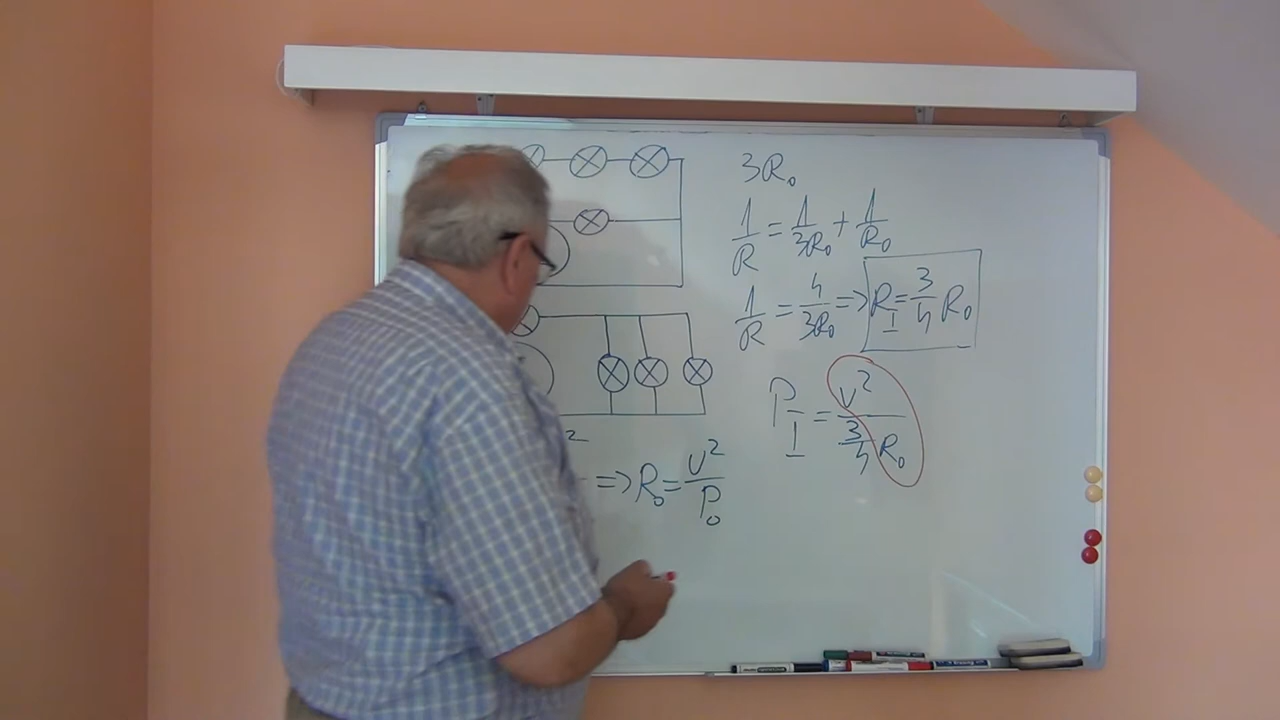 3R₀
1/R = 1/3R₀ + 1/R₀
1/R = 4/3R₀ => R_I = 3/4 R₀
P_I = V²/(3/4 R₀)
2
=> R₀ = V²/P₀